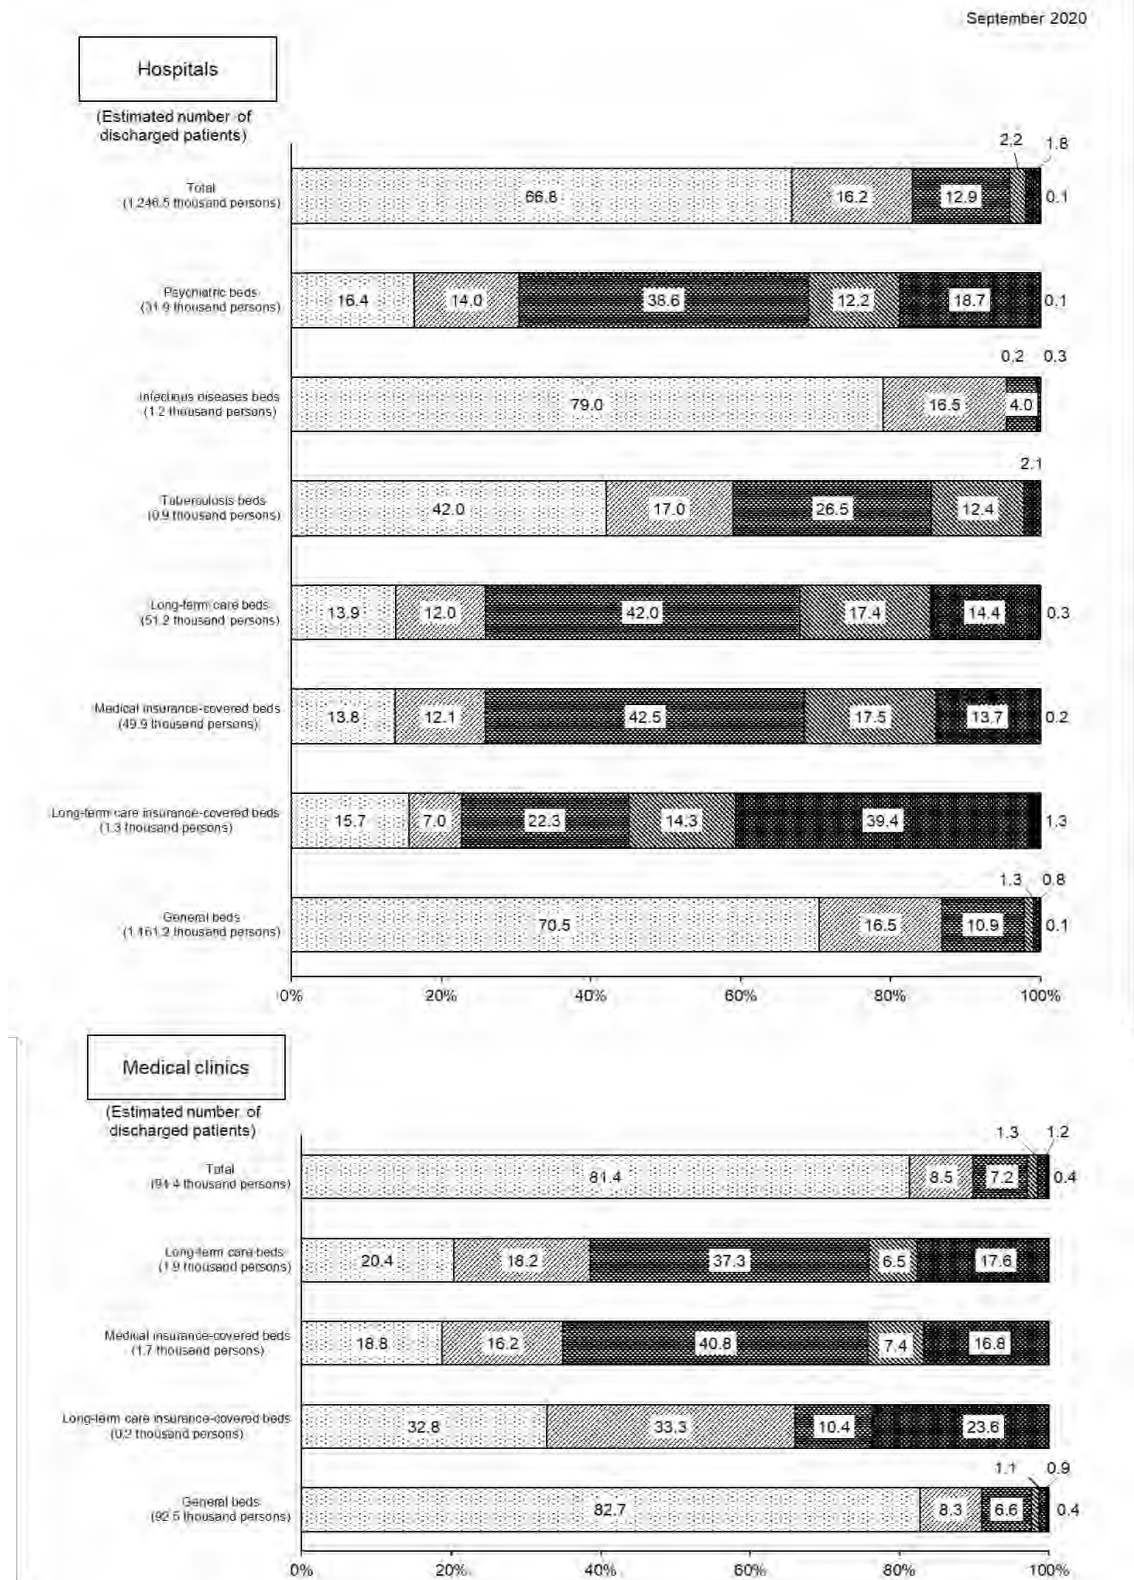 September 2020
Hospitals
(Estimated number of
discharged patients)
2.2 1.8
Total
(1,246.5 thousand persons)
66.8 16.2 12.9 0.1
Psychiatric beds
(31.9 thousand persons)
16.4 14.0 38.6 12.2 18.7 0.1
0.2 0.3
Infectious diseases beds
(1.2 thousand persons)
79.0 16.5 4.0
2.1
Tuberculosis beds
(0.9 thousand persons)
42.0 17.0 26.5 12.4
Long-term care beds
(51.2 thousand persons)
13.9 12.0 42.0 17.4 14.4 0.3
Medical insurance-covered beds
(49.9 thousand persons)
13.8 12.1 42.5 17.5 13.7 0.2
Long-term care insurance-covered beds
(1.3 thousand persons)
15.7 7.0 22.3 14.3 39.4 1.3
1.3 0.8
General beds
(1,161.2 thousand persons)
70.5 16.5 10.9 0.1
0% 20% 40% 60% 80% 100%
Medical clinics
(Estimated number of
discharged patients)
1.3 1.2
Total
(94.4 thousand persons)
81.4 8.5 7.2 0.4
Long-term care beds
(1.9 thousand persons)
20.4 18.2 37.3 6.5 17.6
Medical insurance-covered beds
(1.7 thousand persons)
18.8 16.2 40.8 7.4 16.8
Long-term care insurance-covered beds
(0.2 thousand persons)
32.8 33.3 10.4 23.6
1.1 0.9
General beds
(92.5 thousand persons)
82.7 8.3 6.6 0.4
0% 20% 40% 60% 80% 100%